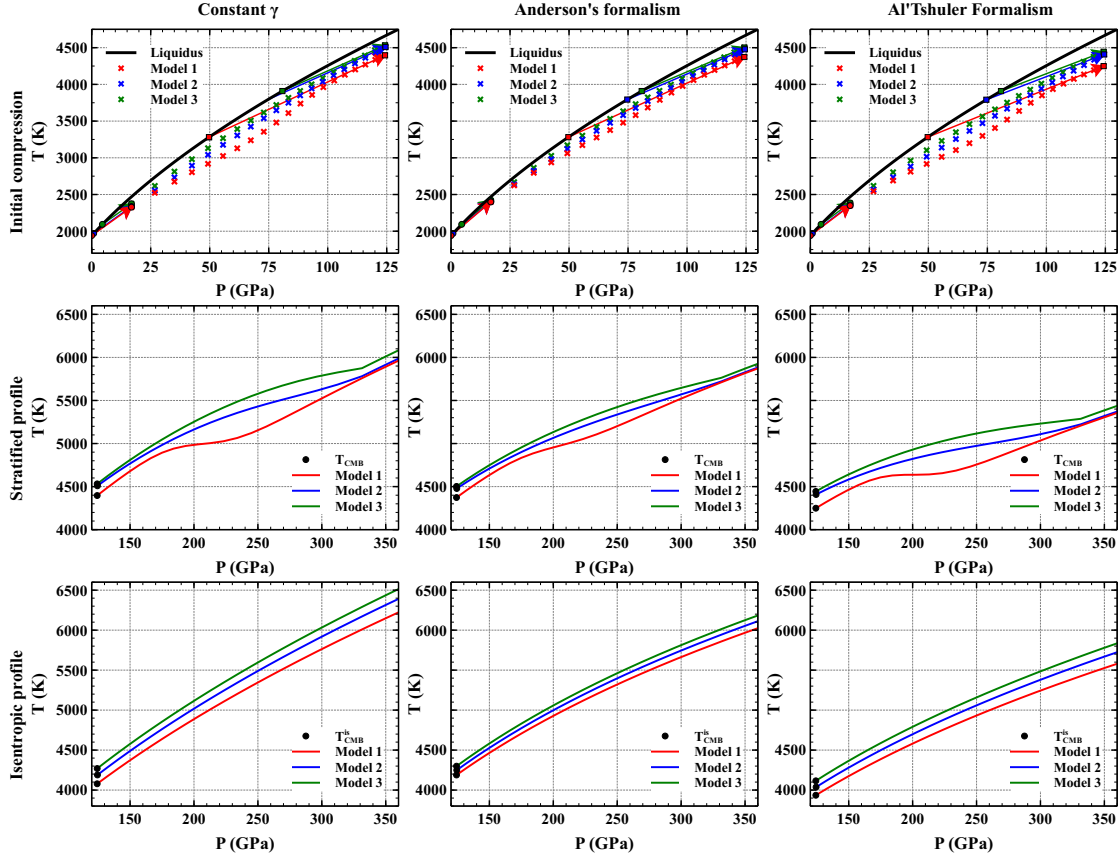 Constant γ
Anderson's formalism
Al'Tshuler Formalism
Initial compression
T (K)
4500
4000
3500
3000
2500
2000
Liquidus
Model 1
Model 2
Model 3
0 25 50 75 100 125
P (GPa)
T (K)
4500
4000
3500
2500
2000
Liquidus
Model 1
Model 2
Model 3
0 25 50 75 100 125
P (GPa)
T (K)
4500
4000
3500
2500
2000
Liquidus
Model 1
Model 2
Model 3
0 25 50 75 100 125
P (GPa)
Stratified profile
T (K)
6500
6000
5500
5000
4500
4000
T_CMB
Model 1
Model 2
Model 3
150 200 250 300 350
P (GPa)
T (K)
6500
6000
5000
4500
4000
T_CMB
Model 1
Model 2
Model 3
150 200 250 300 350
P (GPa)
T (K)
6500
6000
5000
4500
4000
T_CMB
Model 1
Model 2
Model 3
150 200 250 300 350
P (GPa)
Isentropic profile
T (K)
6500
6000
5500
5000
4500
4000
T^is_CMB
Model 1
Model 2
Model 3
150 200 250 300 350
P (GPa)
T (K)
6500
6000
5000
4500
4000
T^is_CMB
Model 1
Model 2
Model 3
150 200 250 300 350
P (GPa)
T (K)
6500
6000
5000
4500
4000
T^is_CMB
Model 1
Model 2
Model 3
150 200 250 300 350
P (GPa)